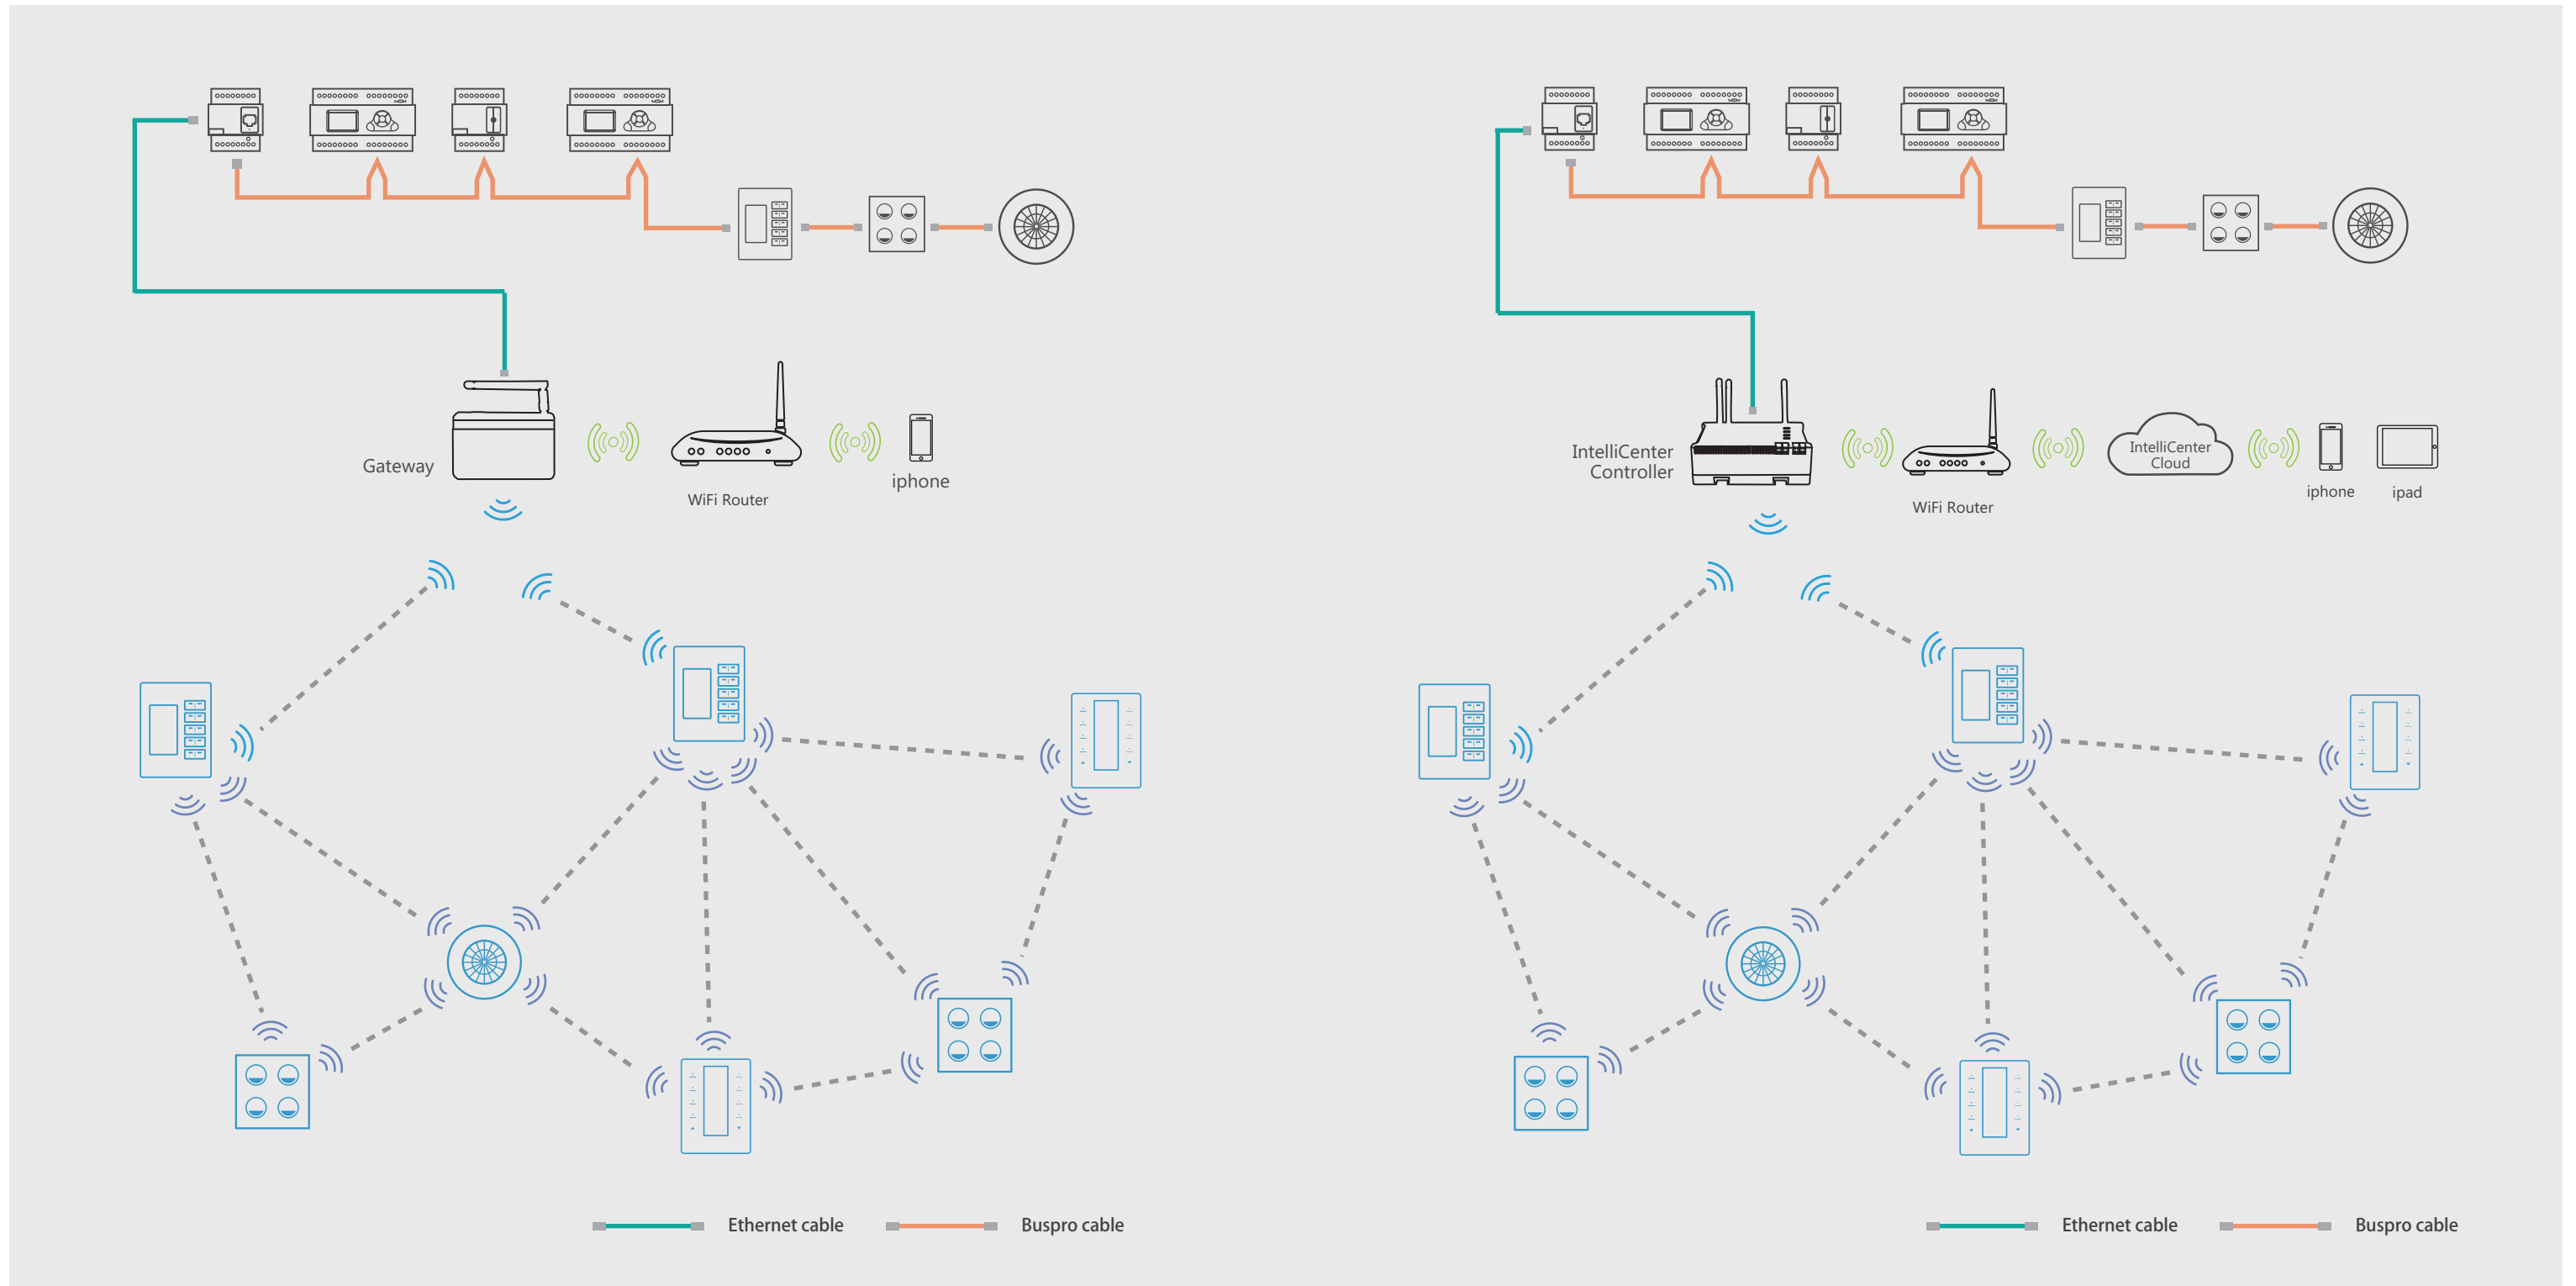 Gateway
WiFi Router
iphone
Ethernet cable
Buspro cable
IntelliCenter
Controller
WiFi Router
IntelliCenter
Cloud
iphone
ipad
Ethernet cable
Buspro cable